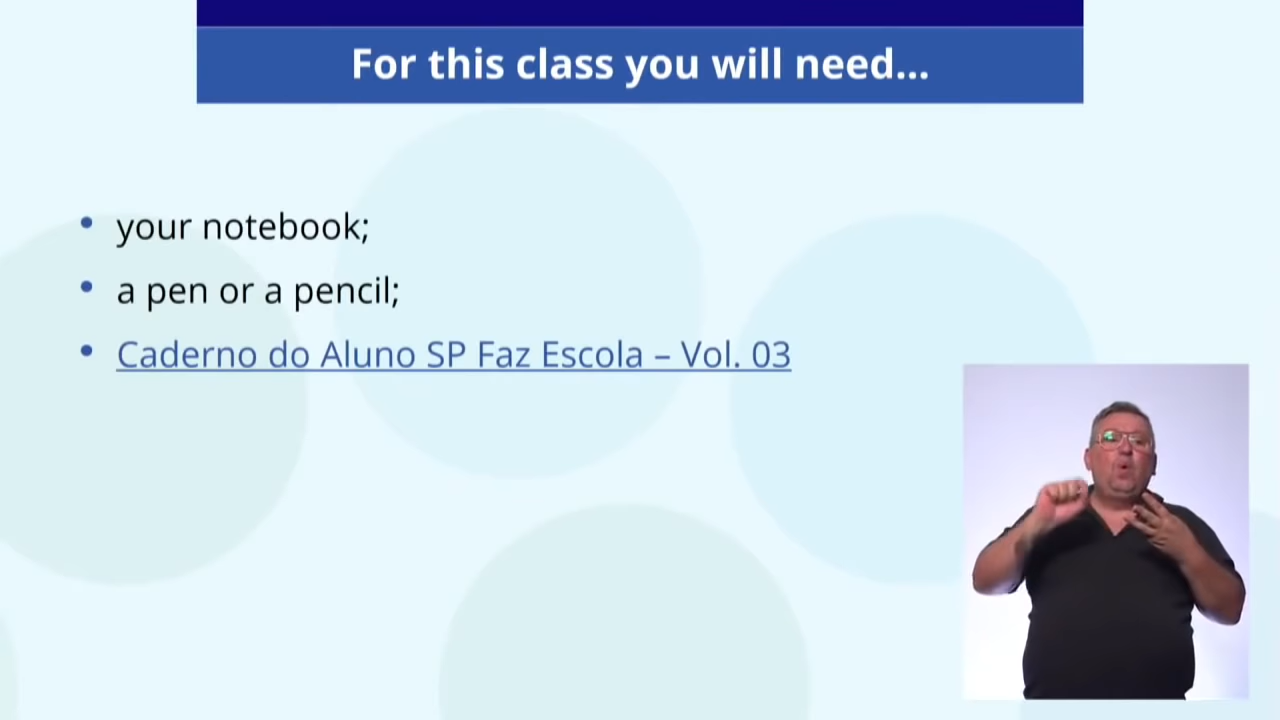 For this class you will need...
• your notebook;
• a pen or a pencil;
• Caderno do Aluno SP Faz Escola – Vol. 03